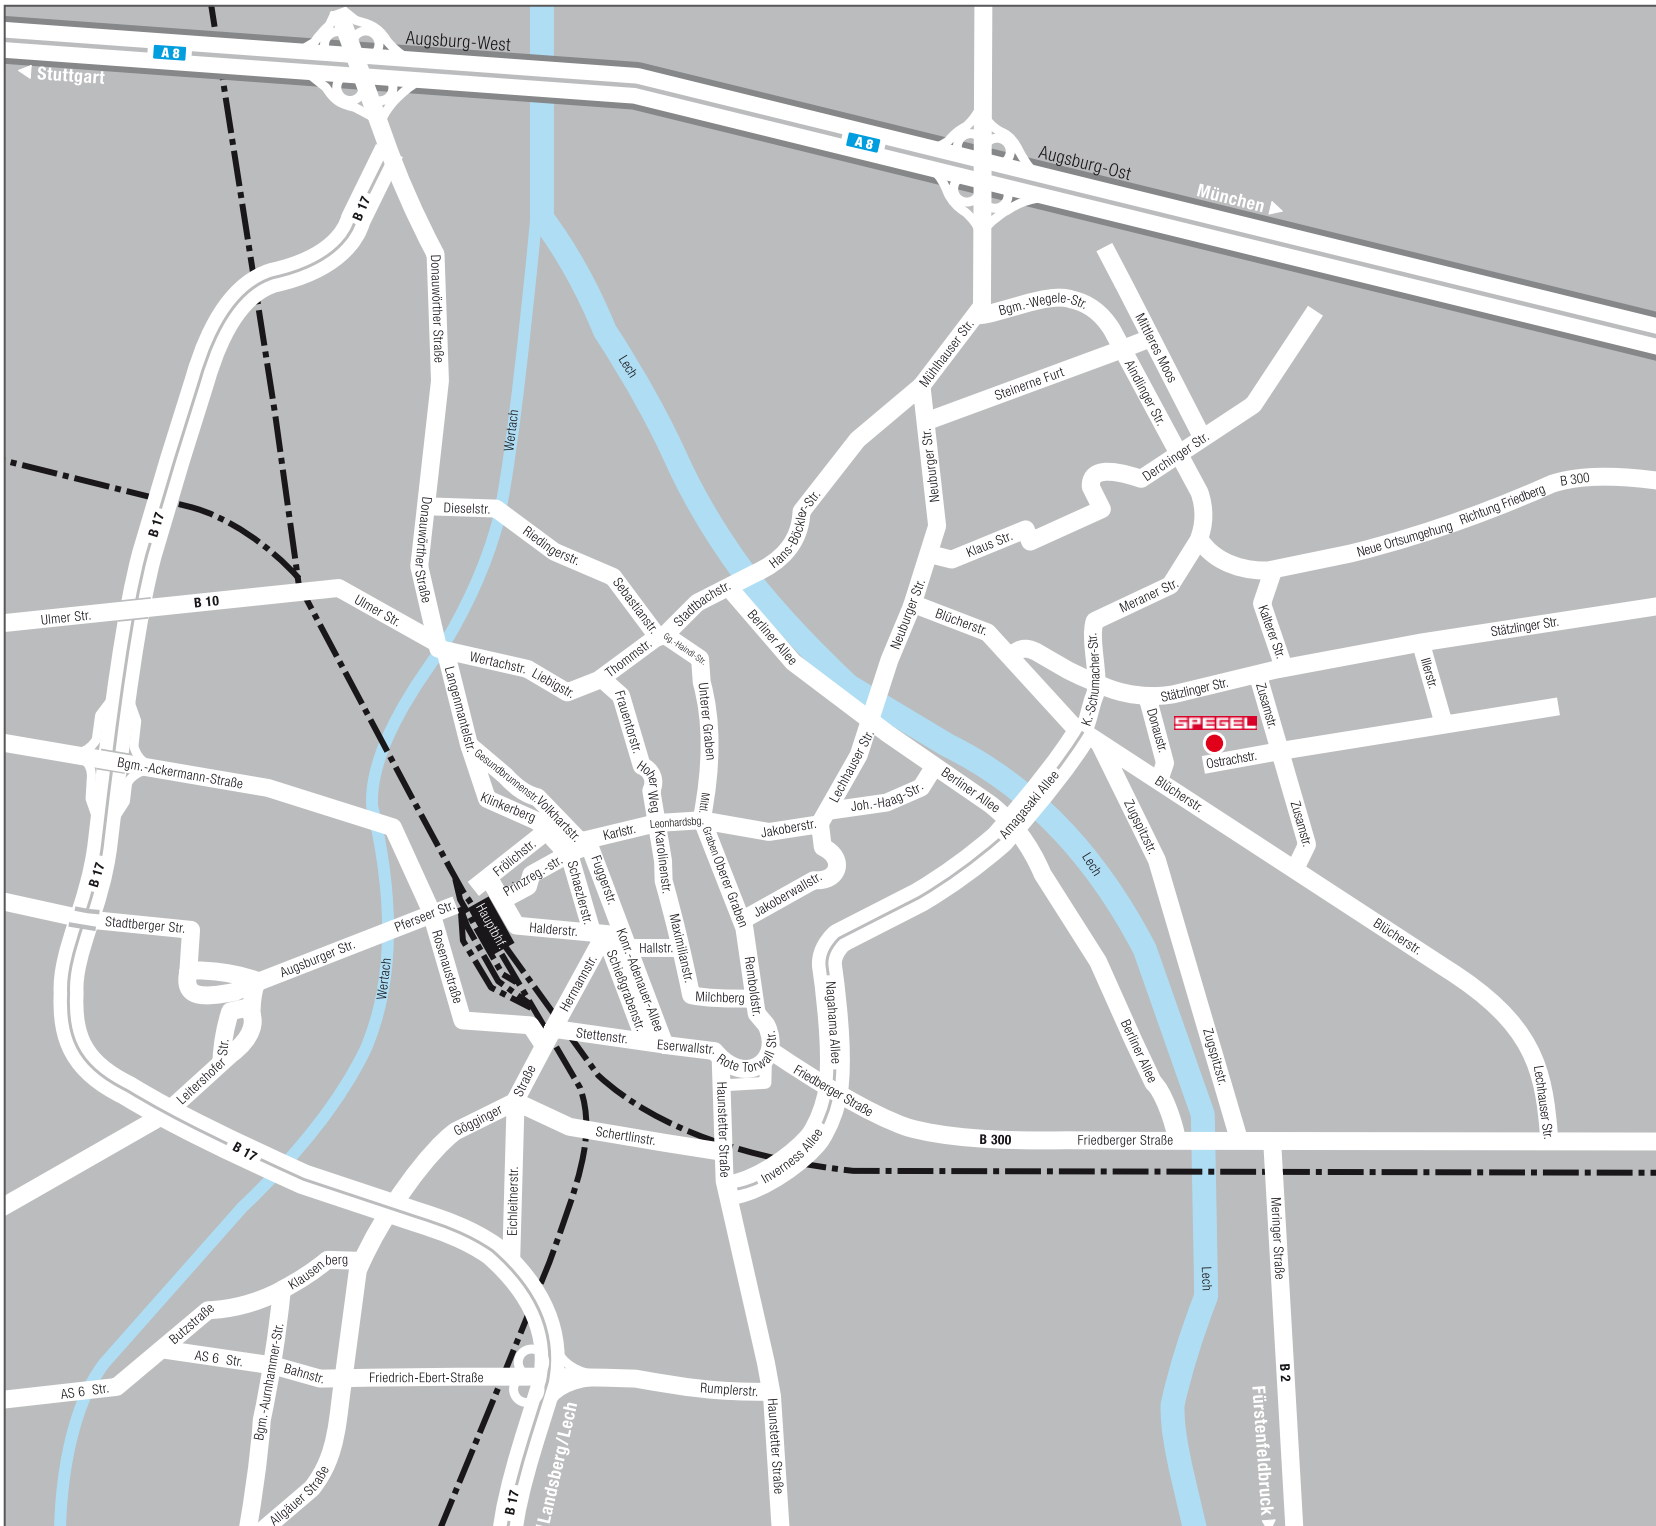 Augsburg-West
A 8
Stuttgart
A 8
Augsburg-Ost
München
B 17
Donauwörther Straße
Lech
Wertach
Bgm.-Wegele-Str.
Mühlhauser Str.
Steinerne Furt
Mittleres Moos
Aindlinger Str.
Derchinger Str.
Neuburger Str.
B 300
Neue Ortsumgehung Richtung Friedberg
Hans-Böckler-Str.
Klaus Str.
Dieselstr.
Riedingerstr.
Donauwörther Straße
B 17
Sebastianstr.
Stadtbachstr.
Meraner Str.
B 10
Ulmer Str.
Ulmer Str.
Neuburger Str.
Blücherstr.
Berliner Allee
Kalterer Str.
Stätzlinger Str.
Gg.-Haindl-Str.
Thommstr.
Wertachstr.
Liebigstr.
K.-Schumacher-Str.
Illerstr.
Stätzlinger Str.
Langenmantelstr.
Frauentorstr.
Unterer Graben
Zusamstr.
Donaustr.
SPEGEL
Ostrachstr.
Lechhauser Str.
Bgm.-Ackermann-Straße
Gesundbrunnenstr.
Hoher Weg
Berliner Allee
Amagasaki Allee
Blücherstr.
Joh.-Haag-Str.
Klinkerberg
Volkhartstr.
Mittl.
Graben
Leonhardsbg.
Karlstr.
Jakoberstr.
Zugspitzstr.
Zusamstr.
Karolinenstr.
Frölichstr.
Prinzreg.-str.
Schaezlerstr.
Fuggerstr.
Oberer Graben
Lech
B 17
Jakoberwallstr.
Hauptbhf.
Pferseer Str.
Stadtberger Str.
Halderstr.
Hallstr.
Maximilianstr.
Blücherstr.
Augsburger Str.
Rosenaustraße
Konr.-Adenauer-Allee
Schießgrabenstr.
Hermannstr.
Wertach
Remboldstr.
Milchberg
Nagahama Allee
Stettenstr.
Eserwallstr.
Rote Torwall Str.
Berliner Allee
Zugspitzstr.
Leitershofer Str.
Friedberger Straße
Haunstetter Straße
Lechhauser Str.
Gögginger
Straße
Schertlinstr.
B 300
Friedberger Straße
Inverness Allee
B 17
Eichleitnerstr.
Meringer Straße
Klausen berg
Lech
Butzstraße
AS 6 Str.
Bahnstr.
Friedrich-Ebert-Straße
Rumplerstr.
B 2
AS 6 Str.
Bgm.-Aurnhammer-Str.
Haunstetter Straße
Allgäuer Straße
B 17
Landsberg/Lech
Fürstenfeldbruck